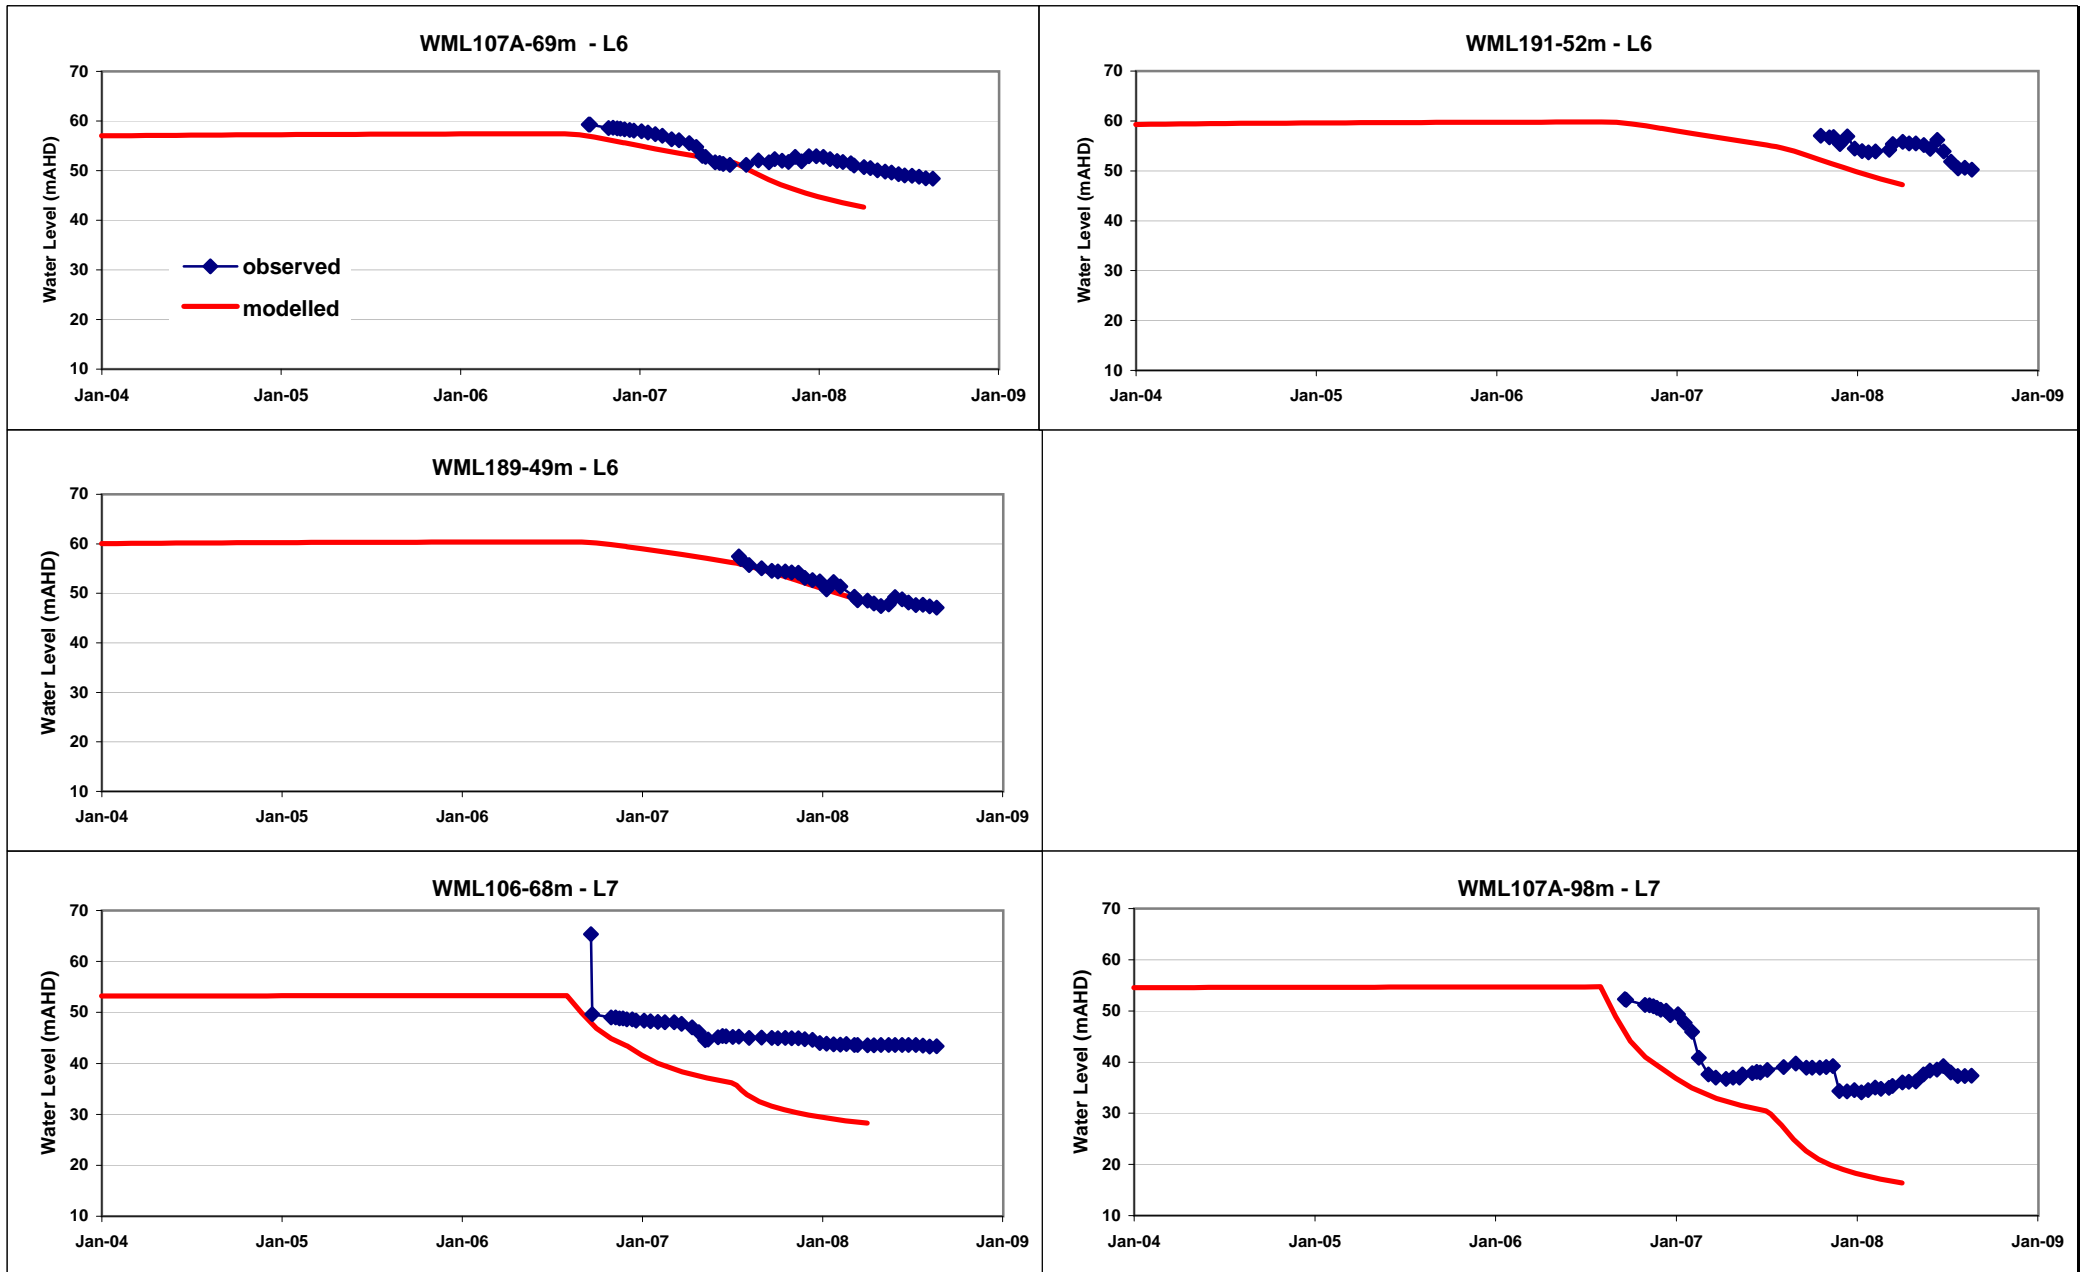 WML107A-69m - L6
Water Level (mAHD)
70
60
50
40
30
20
10
observed
modelled
Jan-04 Jan-05 Jan-06 Jan-07 Jan-08 Jan-09
WML191-52m - L6
Water Level (mAHD)
70
60
50
40
30
20
10
Jan-04 Jan-05 Jan-06 Jan-07 Jan-08 Jan-09
WML189-49m - L6
Water Level (mAHD)
70
60
50
40
30
20
10
Jan-04 Jan-05 Jan-06 Jan-07 Jan-08 Jan-09
WML106-68m - L7
Water Level (mAHD)
70
60
50
40
30
20
10
Jan-04 Jan-05 Jan-06 Jan-07 Jan-08 Jan-09
WML107A-98m - L7
Water Level (mAHD)
70
60
50
40
30
20
10
Jan-04 Jan-05 Jan-06 Jan-07 Jan-08 Jan-09